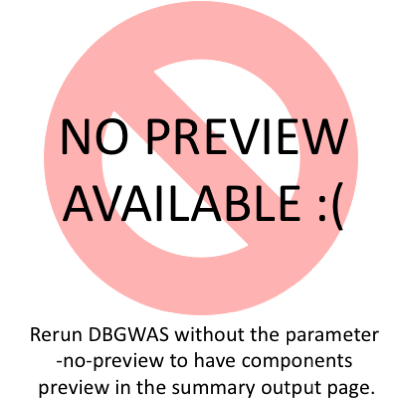 NO PREVIEW
AVAILABLE :(
Rerun DBGWAS without the parameter
-no-preview to have components
preview in the summary output page.